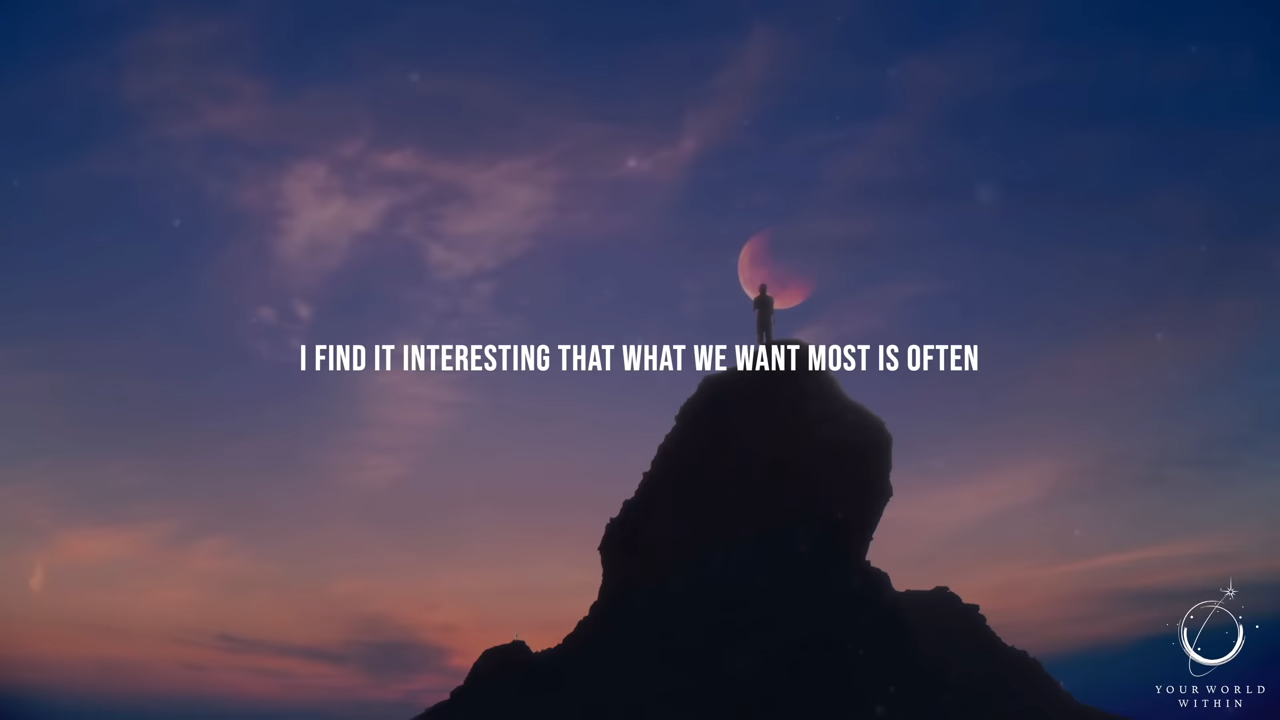 I FIND IT INTERESTING THAT WHAT WE WANT MOST IS OFTEN
YOUR WORLD
WITHIN